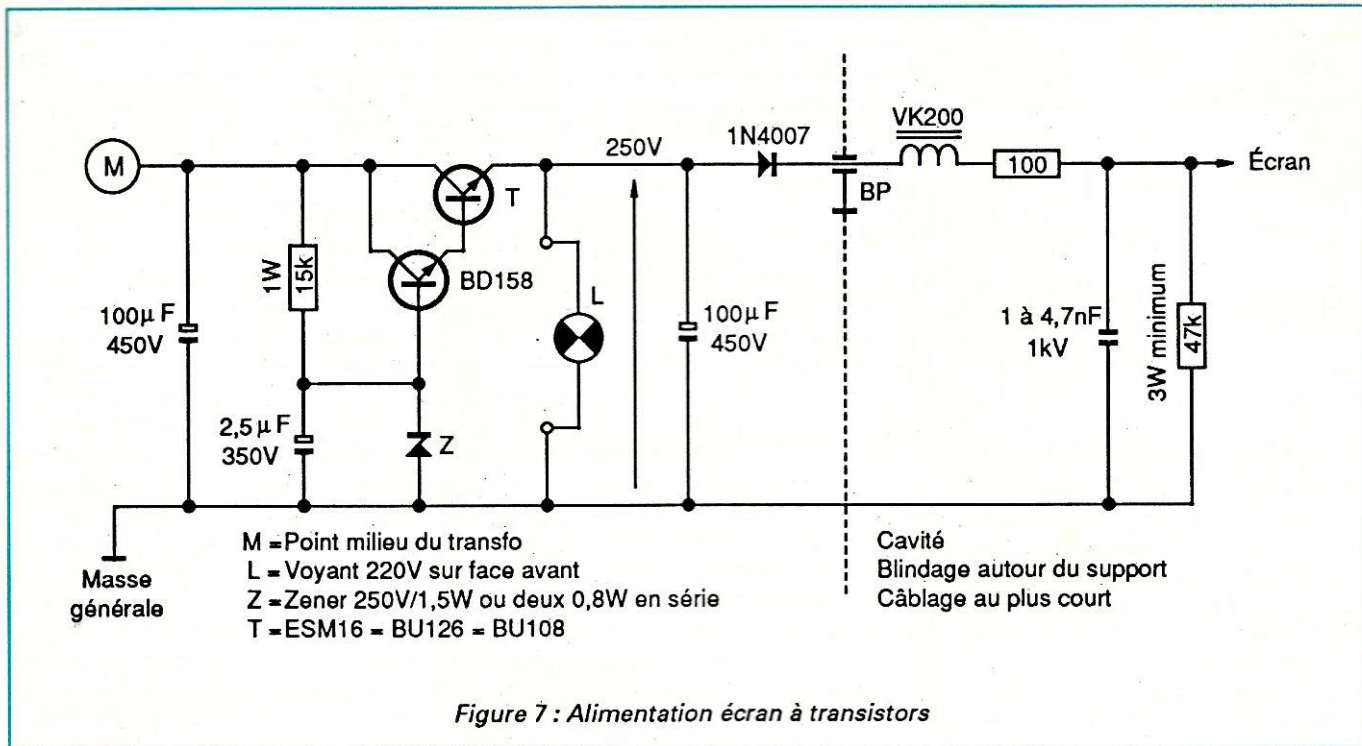 M
100µF
450V
1W
15k
2,5µF
350V
BD158
T
Z
L
250V
100µF
450V
1N4007
BP
VK200
100
Écran
1 à 4,7nF
1kV
3W minimum
47k
Masse
générale
M = Point milieu du transfo
L = Voyant 220V sur face avant
Z = Zener 250V/1,5W ou deux 0,8W en série
T = ESM16 = BU126 = BU108
Cavité
Blindage autour du support
Câblage au plus court
Figure 7 : Alimentation écran à transistors